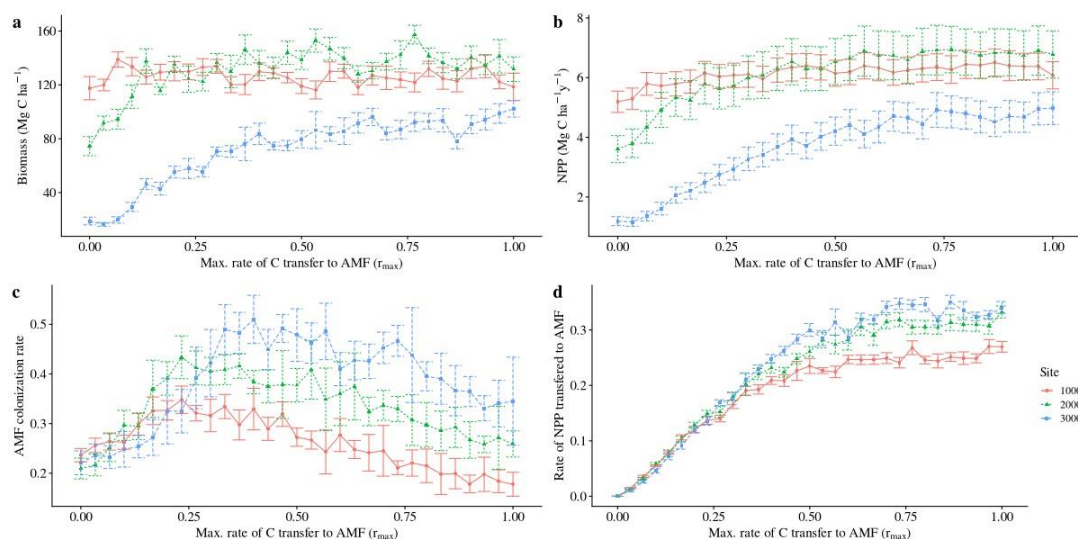 a
Biomass (Mg C ha⁻¹)
160
120
80
40
0.00 0.25 0.50 0.75 1.00
Max. rate of C transfer to AMF (rmax)
b
NPP (Mg C ha⁻¹y⁻¹)
8
6
4
2
0.00 0.25 0.50 0.75 1.00
Max. rate of C transfer to AMF (rmax)
c
AMF colonization rate
0.5
0.4
0.3
0.2
0.00 0.25 0.50 0.75 1.00
Max. rate of C transfer to AMF (rmax)
d
Rate of NPP transferred to AMF
0.3
0.2
0.1
0.0
0.00 0.25 0.50 0.75 1.00
Max. rate of C transfer to AMF (rmax)
Site
1000
2000
3000